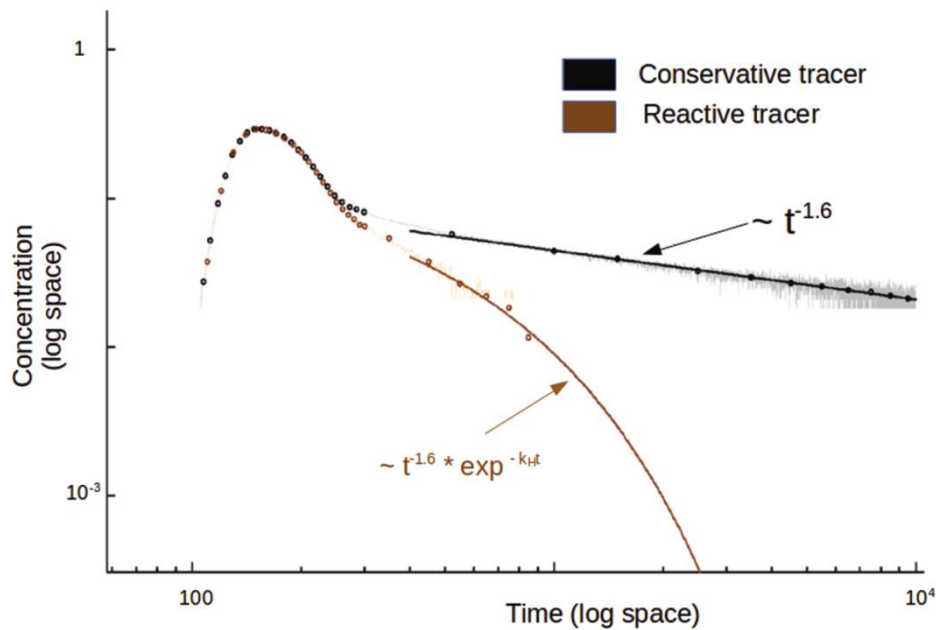 1
Conservative tracer
Reactive tracer
~ t-1.6
Concentration
(log space)
~ t-1.6 * exp -kHt
10-3
100
104
Time (log space)